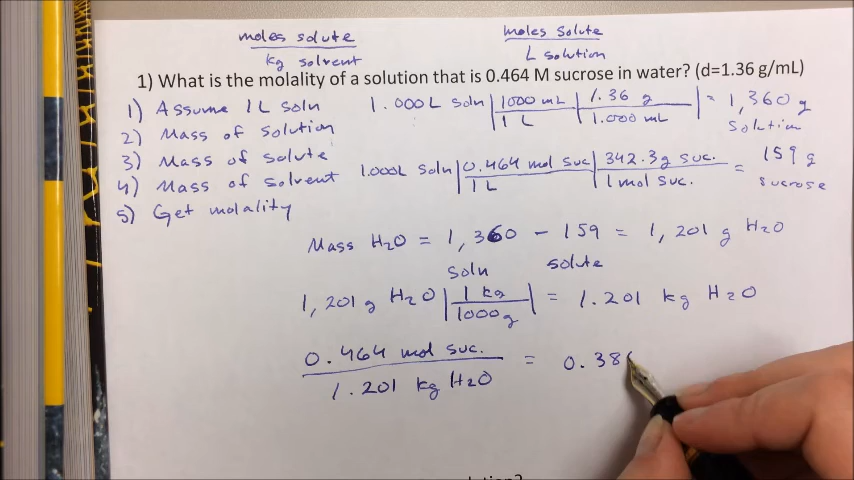 moles solute / kg solvent    moles solute / L solution
1) What is the molality of a solution that is 0.464 M sucrose in water? (d=1.36 g/mL)
1) Assume 1 L soln    1.000L soln | 1000 mL / 1 L | 1.36 g / 1.000 mL | = 1,360 g solution
2) Mass of solution
3) Mass of solute
4) Mass of solvent    1.000L soln | 0.464 mol suc / 1 L | 342.3g suc. / 1 mol suc. = 159 g sucrose
5) Get molality
Mass H2O = 1,360 - 159 = 1,201 g H2O
soln    solute
1,201 g H2O | 1 kg / 1000g | = 1.201 kg H2O
0.464 mol suc. / 1.201 kg H2O = 0.38